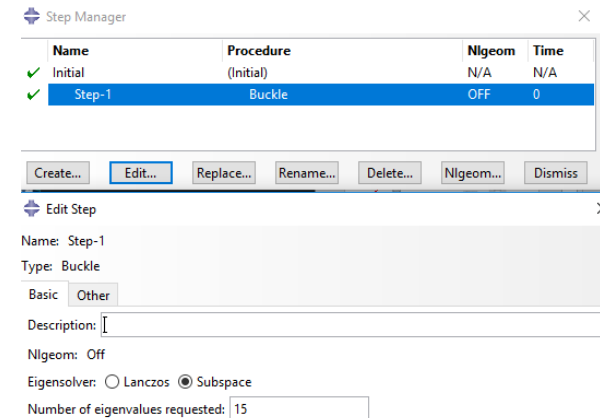 Step Manager
Name Procedure Nlgeom Time
Initial (Initial) N/A N/A
Step-1 Buckle OFF 0
Create... Edit... Replace... Rename... Delete... Nlgeom... Dismiss
Edit Step
Name: Step-1
Type: Buckle
Basic Other
Description:
Nlgeom: Off
Eigensolver: Lanczos Subspace
Number of eigenvalues requested: 15